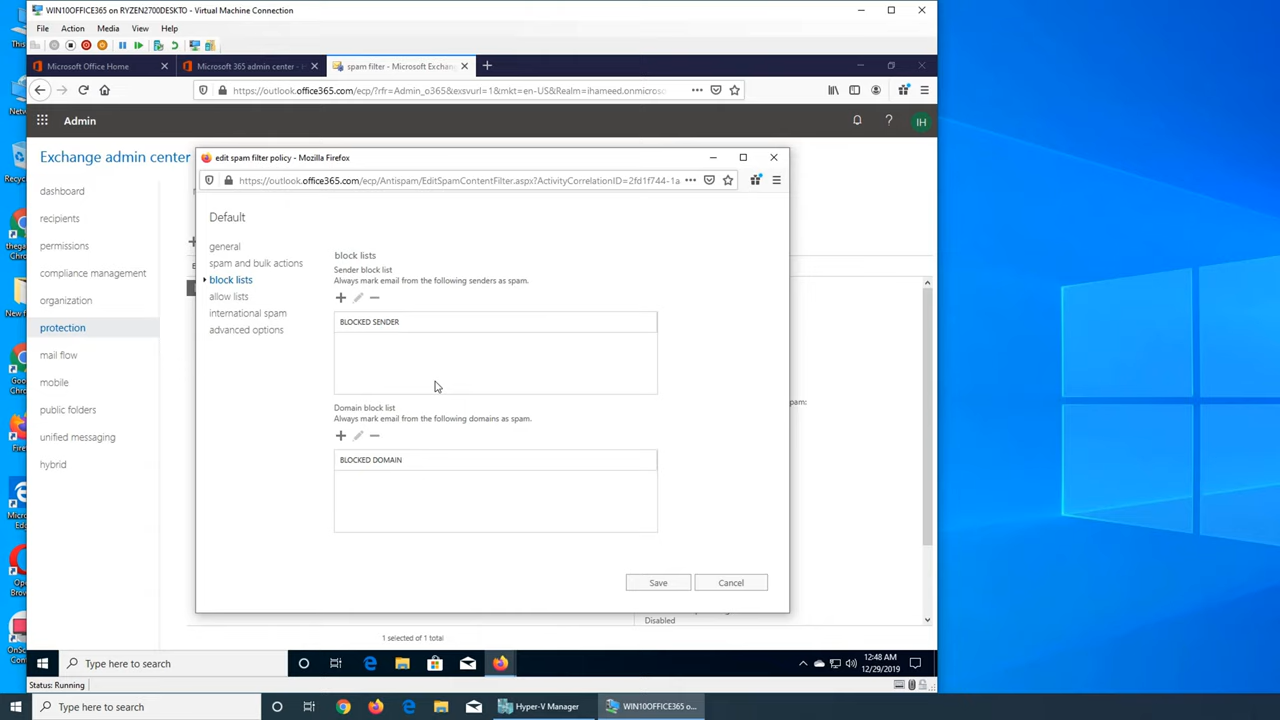 WIN10OFFICE365 on RYZEN2700DESKTO - Virtual Machine Connection
File Action Media View Help
Microsoft Office Home
Microsoft 365 admin center -
spam filter - Microsoft Exchan
https://outlook.office365.com/ecp/?rfr=Admin_o365&exsvurl=1&mkt=en-US&Realm=ihameed.onmicroso
Admin
IH
Exchange admin center
dashboard
recipients
permissions
compliance management
organization
protection
mail flow
mobile
public folders
unified messaging
hybrid
edit spam filter policy - Mozilla Firefox
https://outlook.office365.com/ecp/Antispam/EditSpamContentFilter.aspx?ActivityCorrelationID=2fd1f744-1a
Default
general
spam and bulk actions
block lists
allow lists
international spam
advanced options
block lists
Sender block list
Always mark email from the following senders as spam.
BLOCKED SENDER
Domain block list
Always mark email from the following domains as spam.
BLOCKED DOMAIN
Save
Cancel
pam:
Disabled
1 selected of 1 total
Type here to search
12:48 AM
12/29/2019
Status: Running
Type here to search
Hyper-V Manager
WIN10OFFICE365 o...